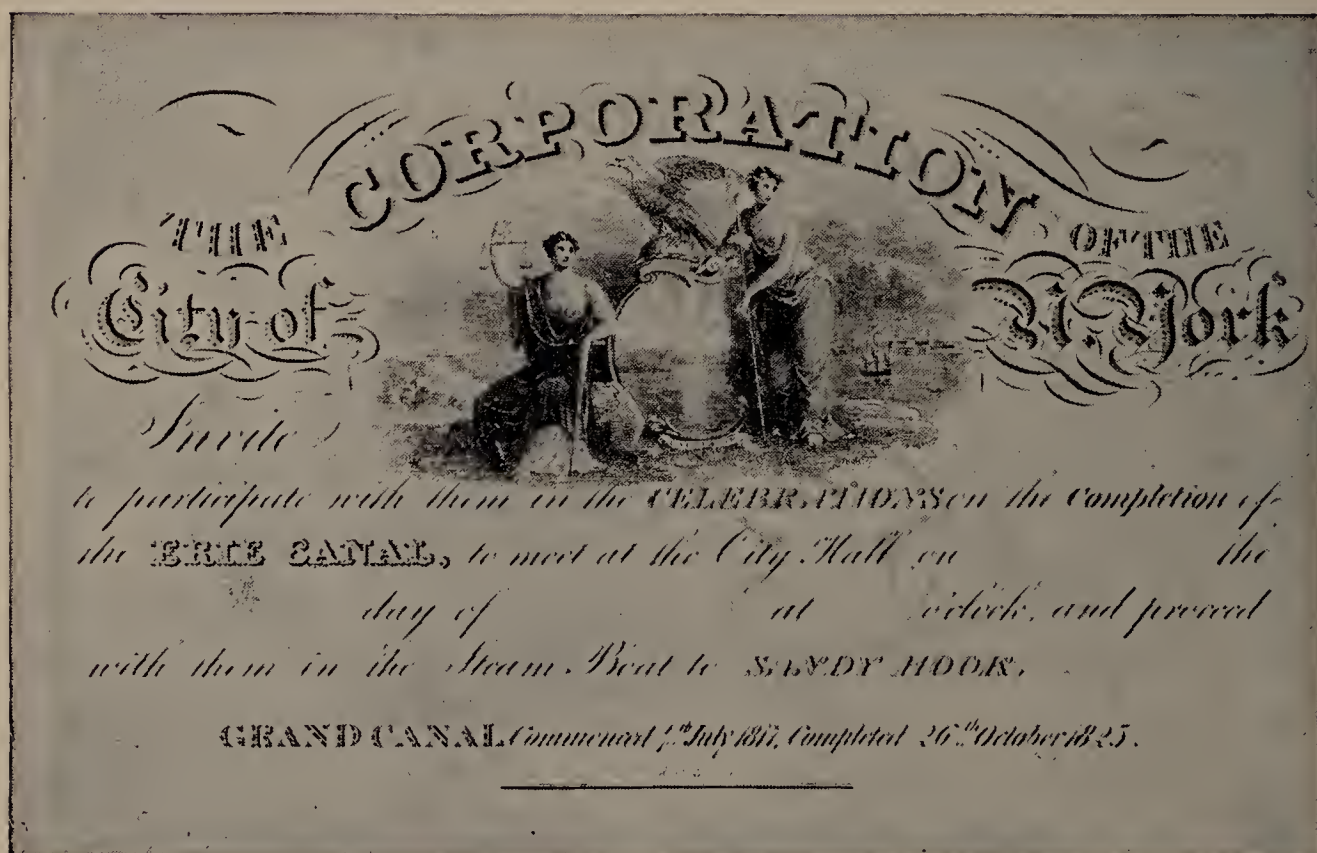 THE CORPORATION OF THE
City of N. York
Invite
to participate with them in the CELEBRATIONS on the Completion of
the ERIE CANAL, to meet at the City Hall on the
day of at o'clock, and proceed
with them in the Steam Boat to SANDY HOOK.
GRAND CANAL Commenced 4th July 1817, Completed 26th October 1825.